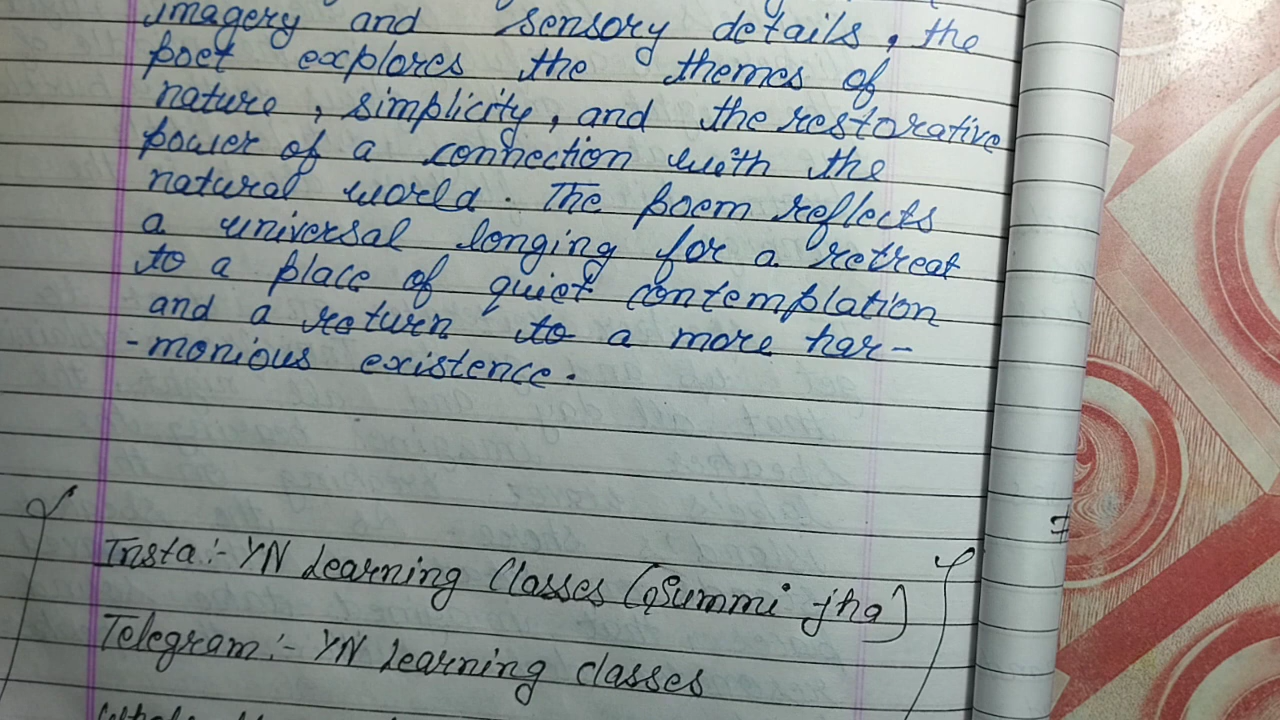 imagery and sensory details, the
poet explores the themes of
nature, simplicity, and the restorative
power of a connection with the
natural world. The poem reflects
a universal longing for a retreat
to a place of quiet contemplation
and a return to a more har-
-monious existence.
Insta:- YN Learning Classes (Summi jha)
Telegram:- YN Learning classes